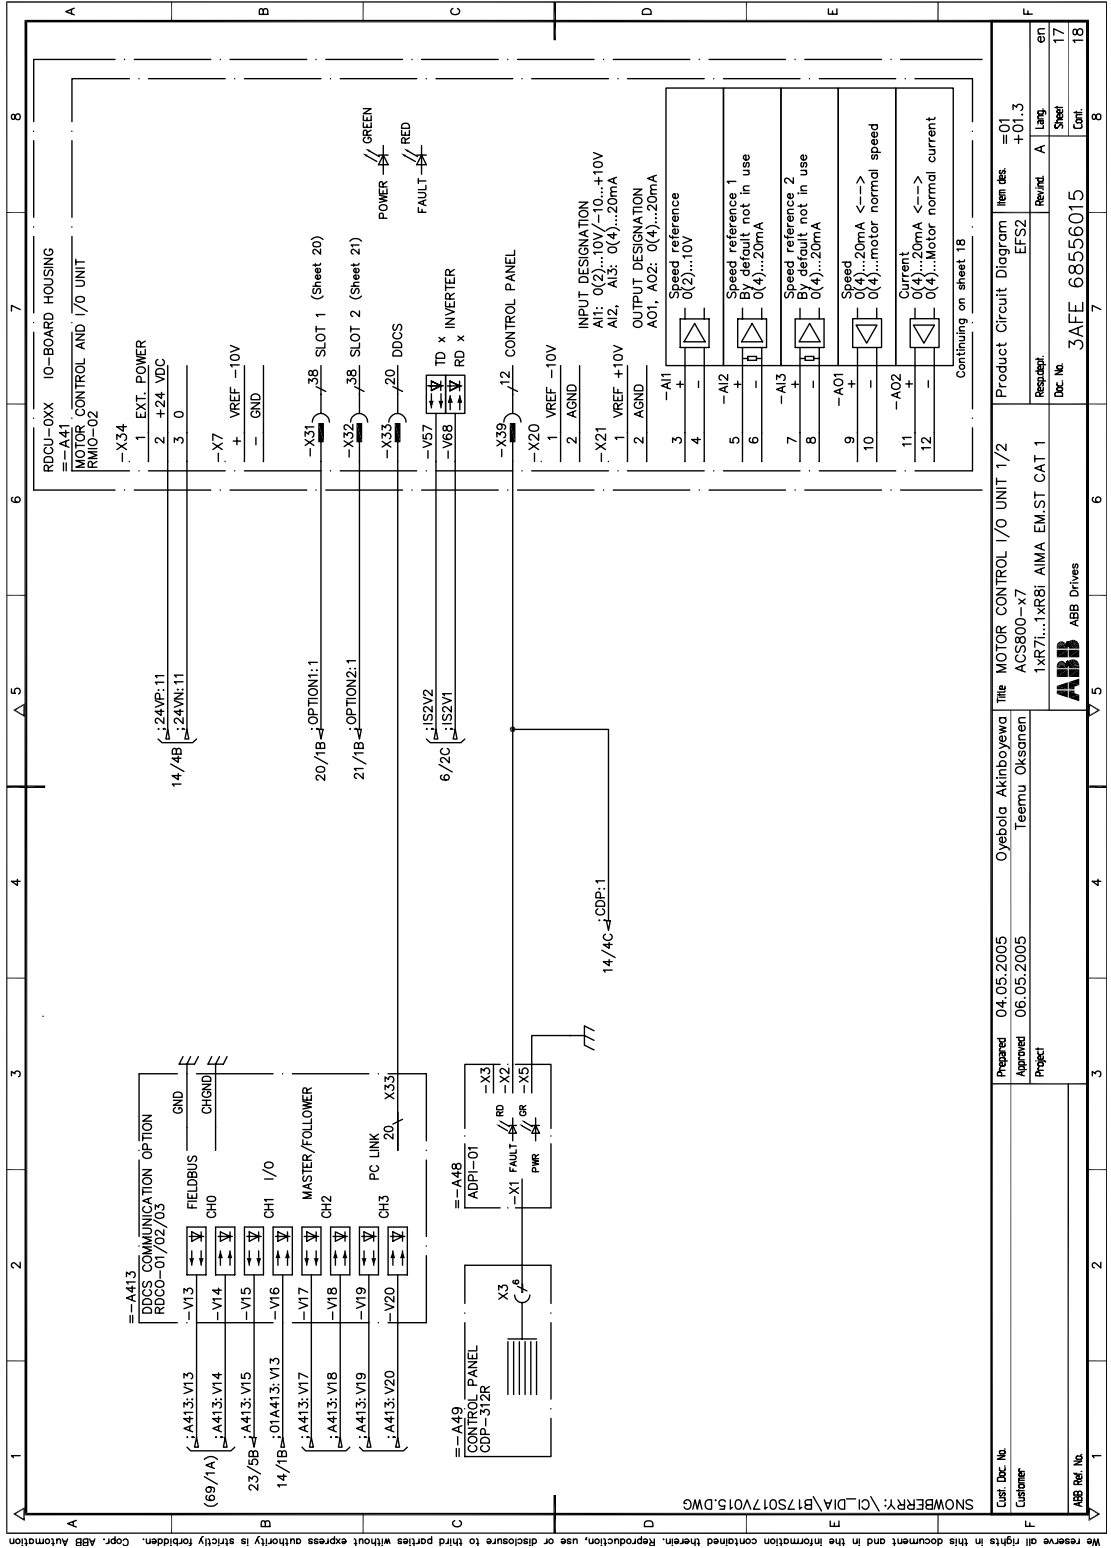 1 2 3 4 5 6 7 8
A
B
C
D
E
F
=-A413
DDCS COMMUNICATION OPTION
RDCO-01/02/03
GND
CHGND
FIELDBUS
CH0
CH1 I/O
MASTER/FOLLOWER
CH2
PC LINK
CH3
20
X33
-V13
-V14
-V15
-V16
-V17
-V18
-V19
-V20
:A413:V13
:A413:V14
(69/1A)
:A413:V15
23/5B
:01A413:V13
14/1B
:A413:V17
:A413:V18
:A413:V19
:A413:V20
=-A49
CONTROL PANEL
CDP-312R
X3
6
=-A48
ADPI-01
-X1
FAULT
RD
PWR
GR
-X3
-X2
-X5
14/4C
:CDP:1
:24VP:11
:24VN:11
14/4B
20/1B
:OPTION1:1
21/1B
:OPTION2:1
:IS2V2
:IS2V1
6/2C
RDCU-0XX IO-BOARD HOUSING
=-A41
MOTOR CONTROL AND I/O UNIT
RMIO-02
-X34
1 EXT. POWER
2 +24 VDC
3 0
-X7
+ VREF -10V
- GND
-X31
38
SLOT 1 (Sheet 20)
-X32
38
SLOT 2 (Sheet 21)
-X33
20
DDCS
-V57
TD x
-V68
RD x
INVERTER
-X39
12
CONTROL PANEL
POWER
GREEN
FAULT
RED
-X20
1 VREF -10V
2 AGND
-X21
1 VREF +10V
2 AGND
INPUT DESIGNATION
AI1: 0(2)...10V/-10...+10V
AI2, AI3: 0(4)...20mA
OUTPUT DESIGNATION
AO1, AO2: 0(4)...20mA
-AI1
3 +
4 -
Speed reference
0(2)...10V
-AI2
5 +
6 -
Speed reference 1
By default not in use
0(4)...20mA
-AI3
7 +
8 -
Speed reference 2
By default not in use
0(4)...20mA
-AO1
9 +
10 -
Speed
0(4)...20mA <-->
0(4)...motor normal speed
-AO2
11 +
12 -
Current
0(4)...20mA <-->
0(4)...Motor normal current
Continuing on sheet 18
SNOWBERRY:\CI_DIA\B17S017V015.DWG
Cust. Doc. No.
Customer
ABB Ref. No.
Prepared 04.05.2005 Oyebola Akinboyewa
Approved 06.05.2005 Teemu Oksanen
Project
Title MOTOR CONTROL I/O UNIT 1/2
ACS800-x7
1xR7i...1xR8i AIMA EM.ST CAT 1
ABB ABB Drives
Product Circuit Diagram
EFS2
Resp.dept.
Doc. No.
3AFE 68556015
Item des. =01
+01.3
Rev.ind. A
Lang. en
Sheet 17
Cont. 18
1 2 3 4 5 6 7 8
A
B
C
D
E
F
We reserve all rights in this document and in the information contained therein. Reproduction, use or disclosure to third parties without express authority is strictly forbidden. Copr. ABB Automation